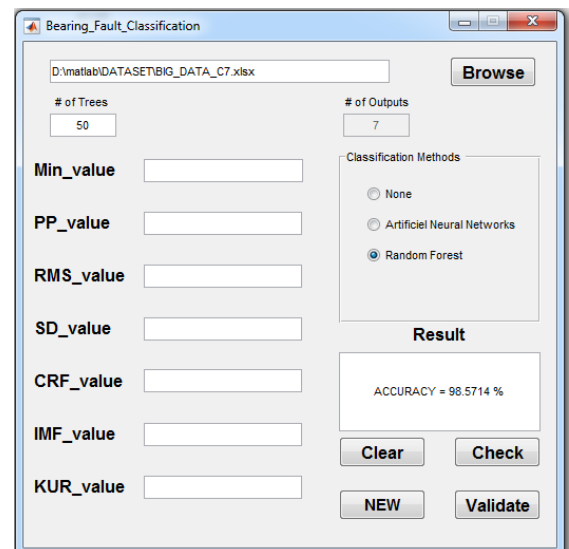 Bearing_Fault_Classification
D:\matlab\DATASET\BIG_DATA_C7.xlsx
Browse
# of Trees
# of Outputs
50
7
Min_value
PP_value
RMS_value
SD_value
CRF_value
IMF_value
KUR_value
Classification Methods
None
Artificiel Neural Networks
Random Forest
Result
ACCURACY = 98.5714 %
Clear
Check
NEW
Validate